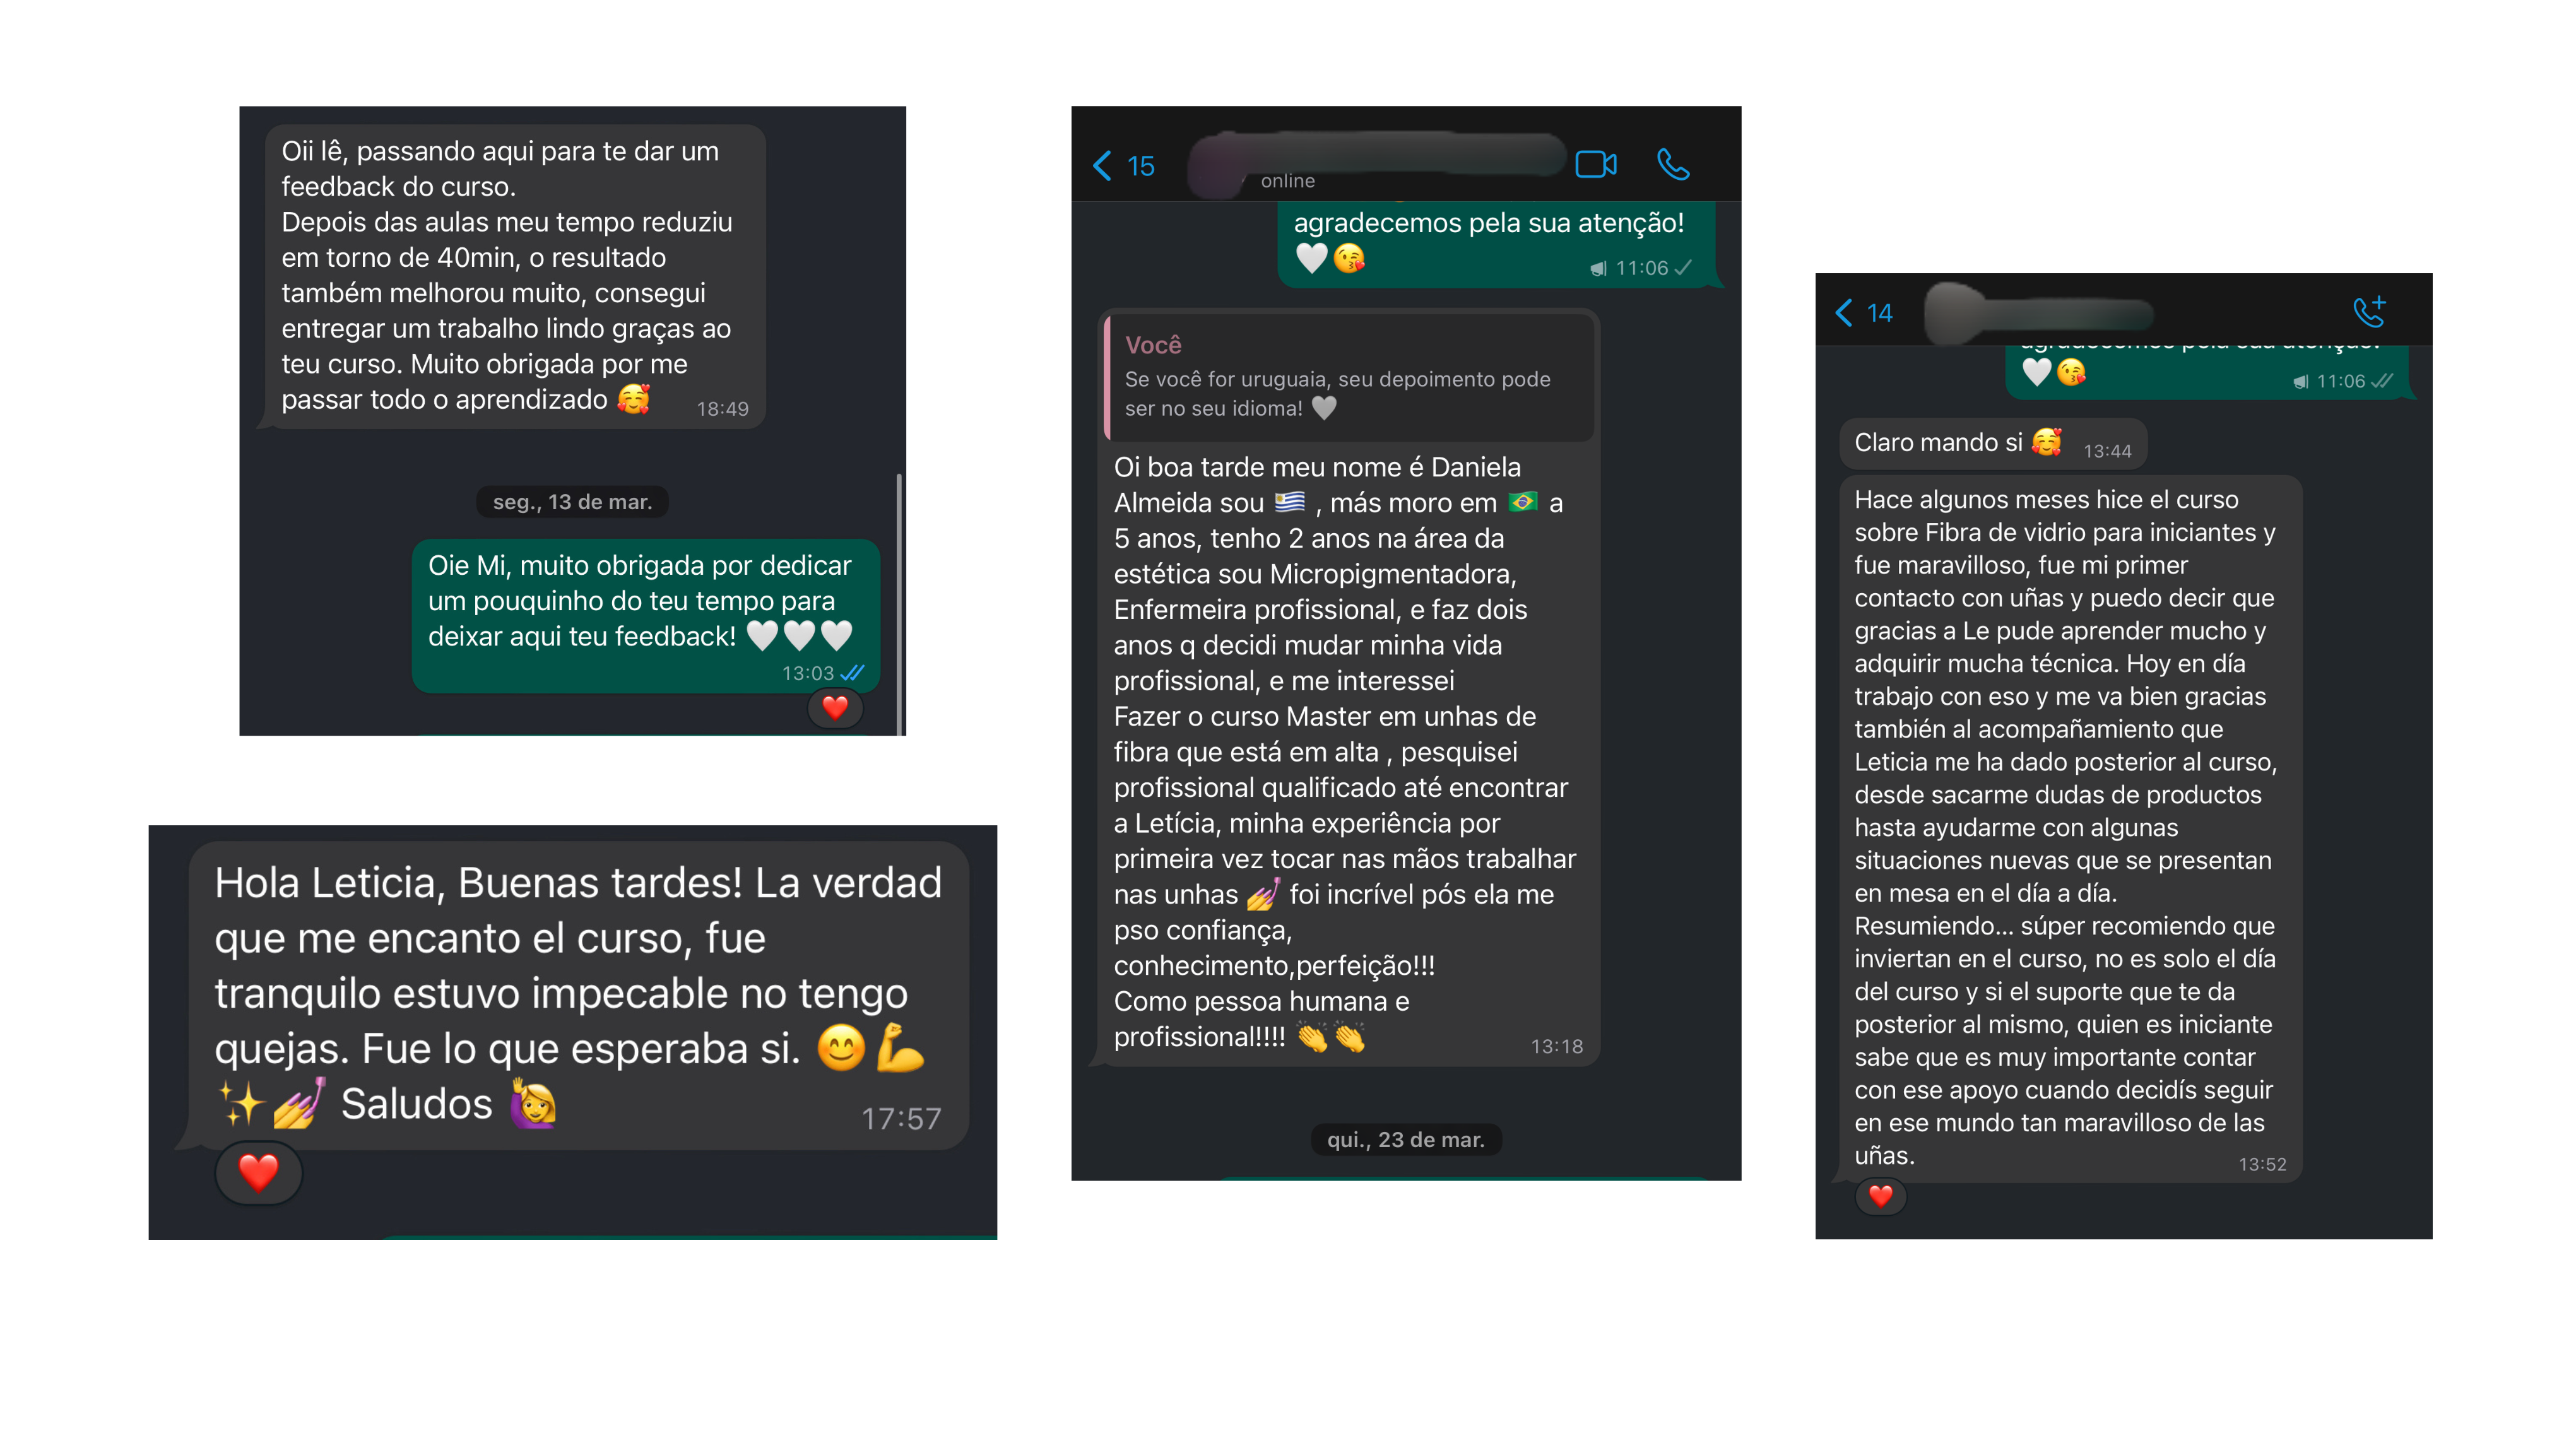 Oii lê, passando aqui para te dar um
feedback do curso.
Depois das aulas meu tempo reduziu
em torno de 40min, o resultado
também melhorou muito, consegui
entregar um trabalho lindo graças ao
teu curso. Muito obrigada por me
passar todo o aprendizado 🥰 18:49
seg., 13 de mar.
Oie Mi, muito obrigada por dedicar
um pouquinho do teu tempo para
deixar aqui teu feedback! 🤍🤍🤍
13:03
❤️
Hola Leticia, Buenas tardes! La verdad
que me encanto el curso, fue
tranquilo estuvo impecable no tengo
quejas. Fue lo que esperaba si. 😊💪
✨💅 Saludos 🙋‍♀️ 17:57
❤️
15
online
agradecemos pela sua atenção!
🤍😘 11:06
Você
Se você for uruguaia, seu depoimento pode
ser no seu idioma! 🤍
Oi boa tarde meu nome é Daniela
Almeida sou 🇺🇾 , más moro em 🇧🇷 a
5 anos, tenho 2 anos na área da
estética sou Micropigmentadora,
Enfermeira profissional, e faz dois
anos q decidi mudar minha vida
profissional, e me interessei
Fazer o curso Master em unhas de
fibra que está em alta , pesquisei
profissional qualificado até encontrar
a Letícia, minha experiência por
primeira vez tocar nas mãos trabalhar
nas unhas 💅 foi incrível pós ela me
pso confiança,
conhecimento,perfeição!!!
Como pessoa humana e
profissional!!!! 👏👏 13:18
qui., 23 de mar.
14
agradecemos pela sua atenção!
🤍😘 11:06
Claro mando si 🥰 13:44
Hace algunos meses hice el curso
sobre Fibra de vidrio para iniciantes y
fue maravilloso, fue mi primer
contacto con uñas y puedo decir que
gracias a Le pude aprender mucho y
adquirir mucha técnica. Hoy en día
trabajo con eso y me va bien gracias
también al acompañamiento que
Leticia me ha dado posterior al curso,
desde sacarme dudas de productos
hasta ayudarme con algunas
situaciones nuevas que se presentan
en mesa en el día a día.
Resumiendo... súper recomiendo que
inviertan en el curso, no es solo el día
del curso y si el suporte que te da
posterior al mismo, quien es iniciante
sabe que es muy importante contar
con ese apoyo cuando decidís seguir
en ese mundo tan maravilloso de las
uñas. 13:52
❤️